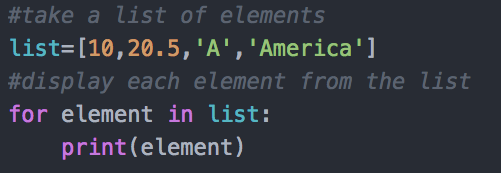 #take a list of elements
list=[10,20.5,'A','America']
#display each element from the list
for element in list:
    print(element)